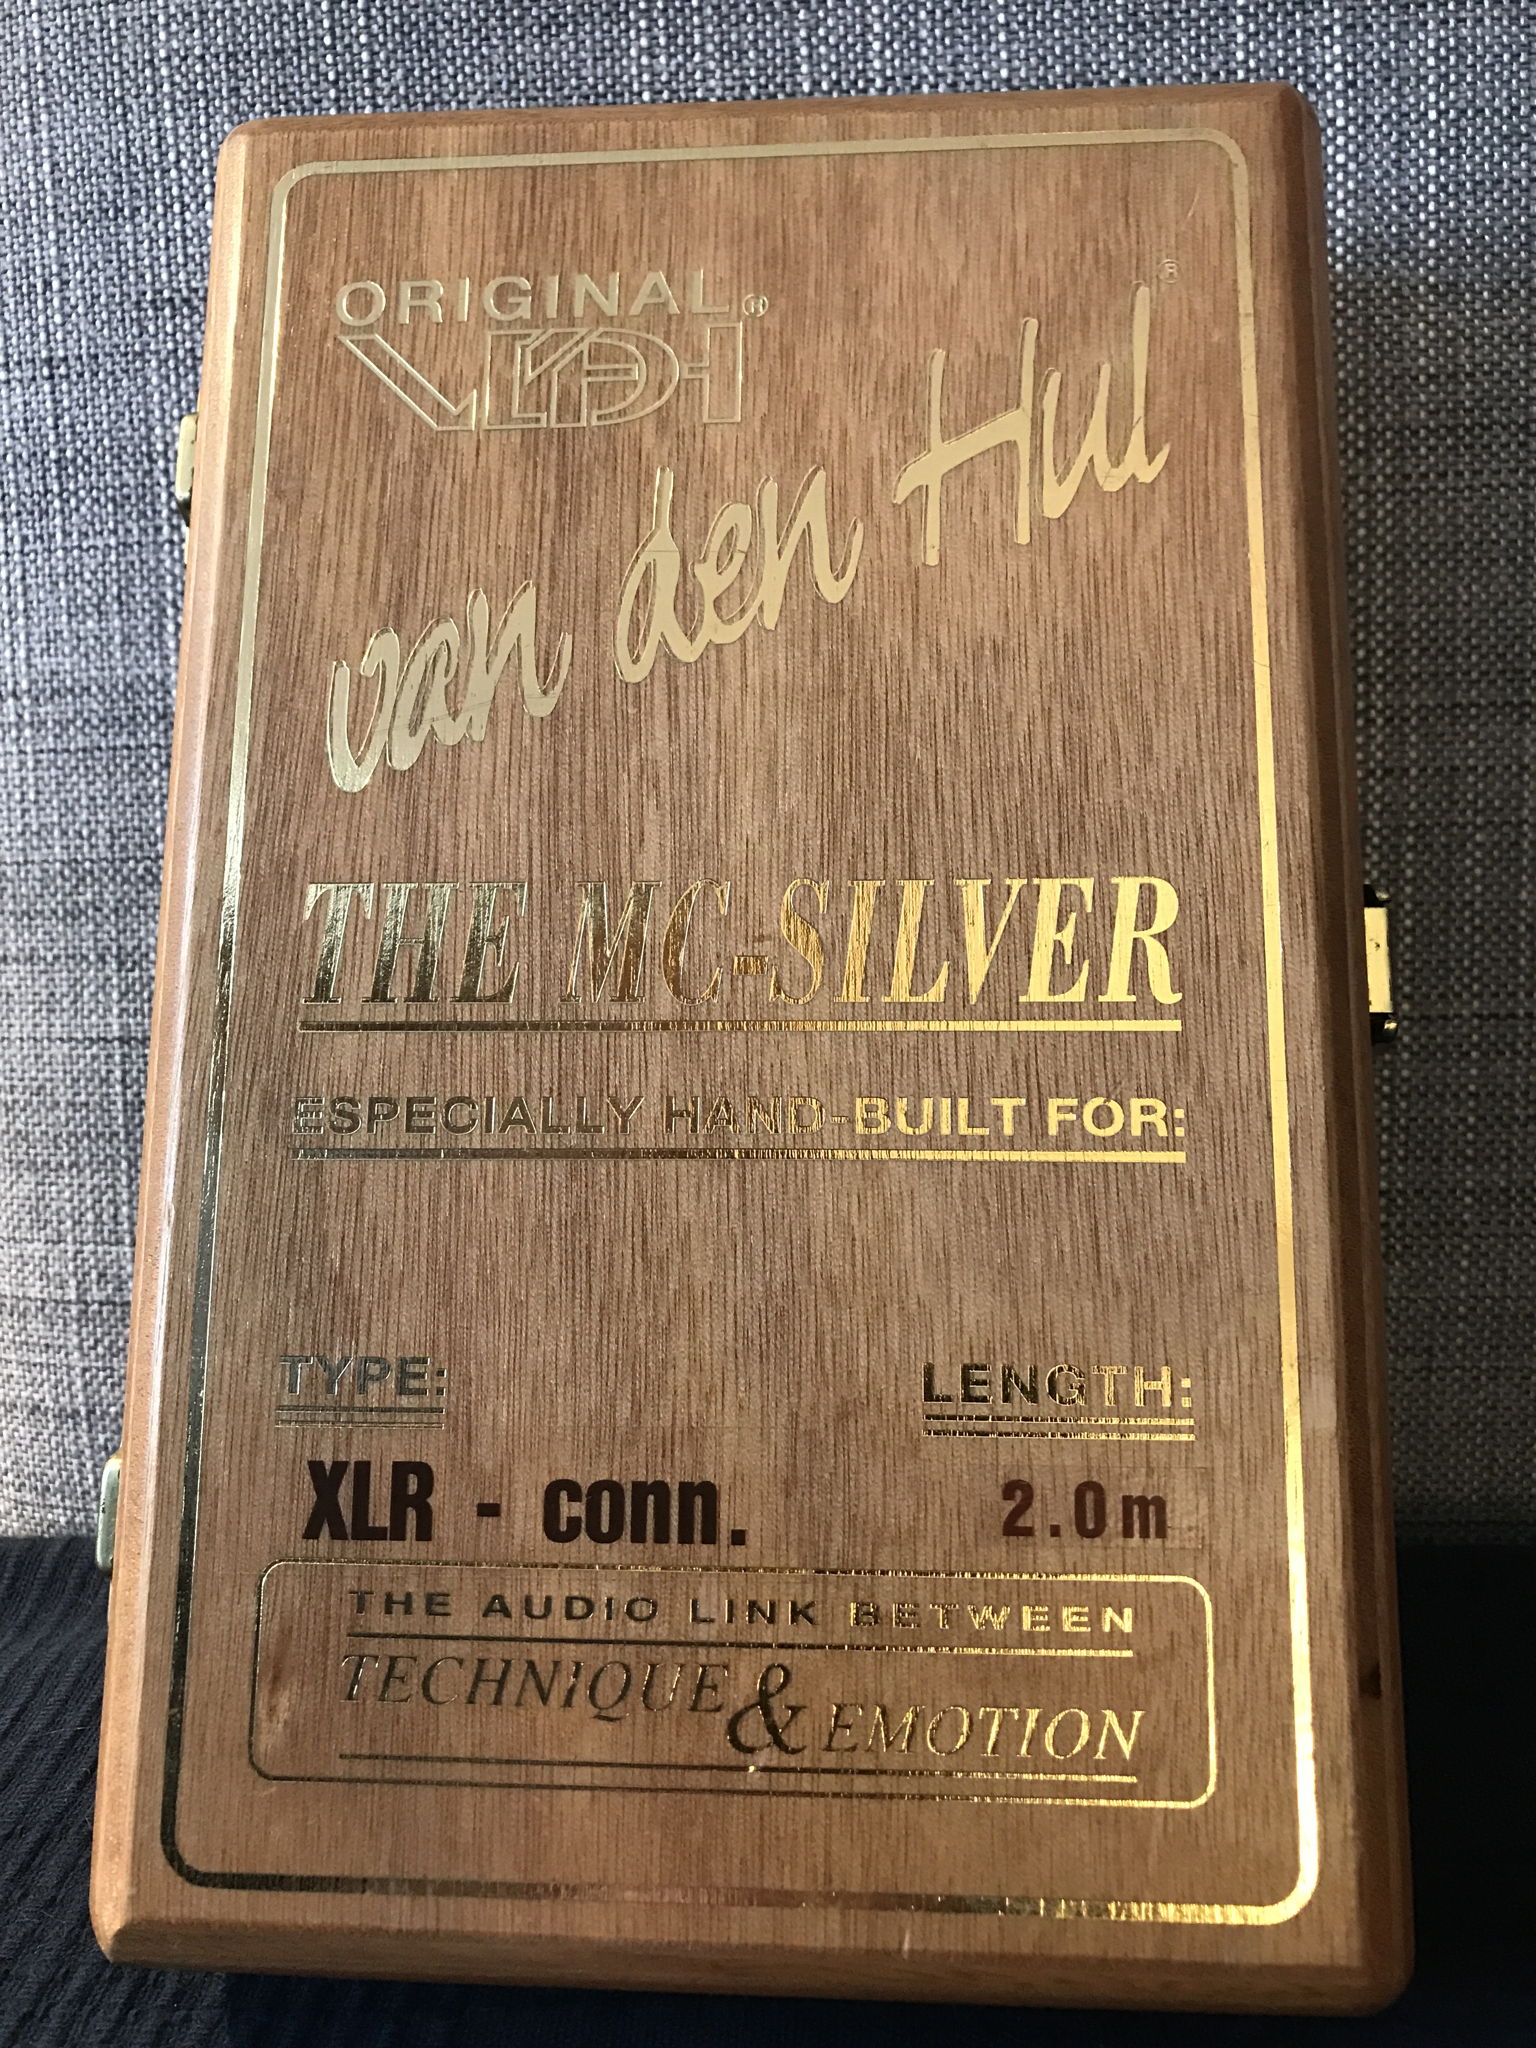 ORIGINAL®
VDH
van den Hul®
THE MC-SILVER
ESPECIALLY HAND-BUILT FOR:
TYPE: LENGTH:
XLR - conn. 2.0m
THE AUDIO LINK BETWEEN
TECHNIQUE & EMOTION